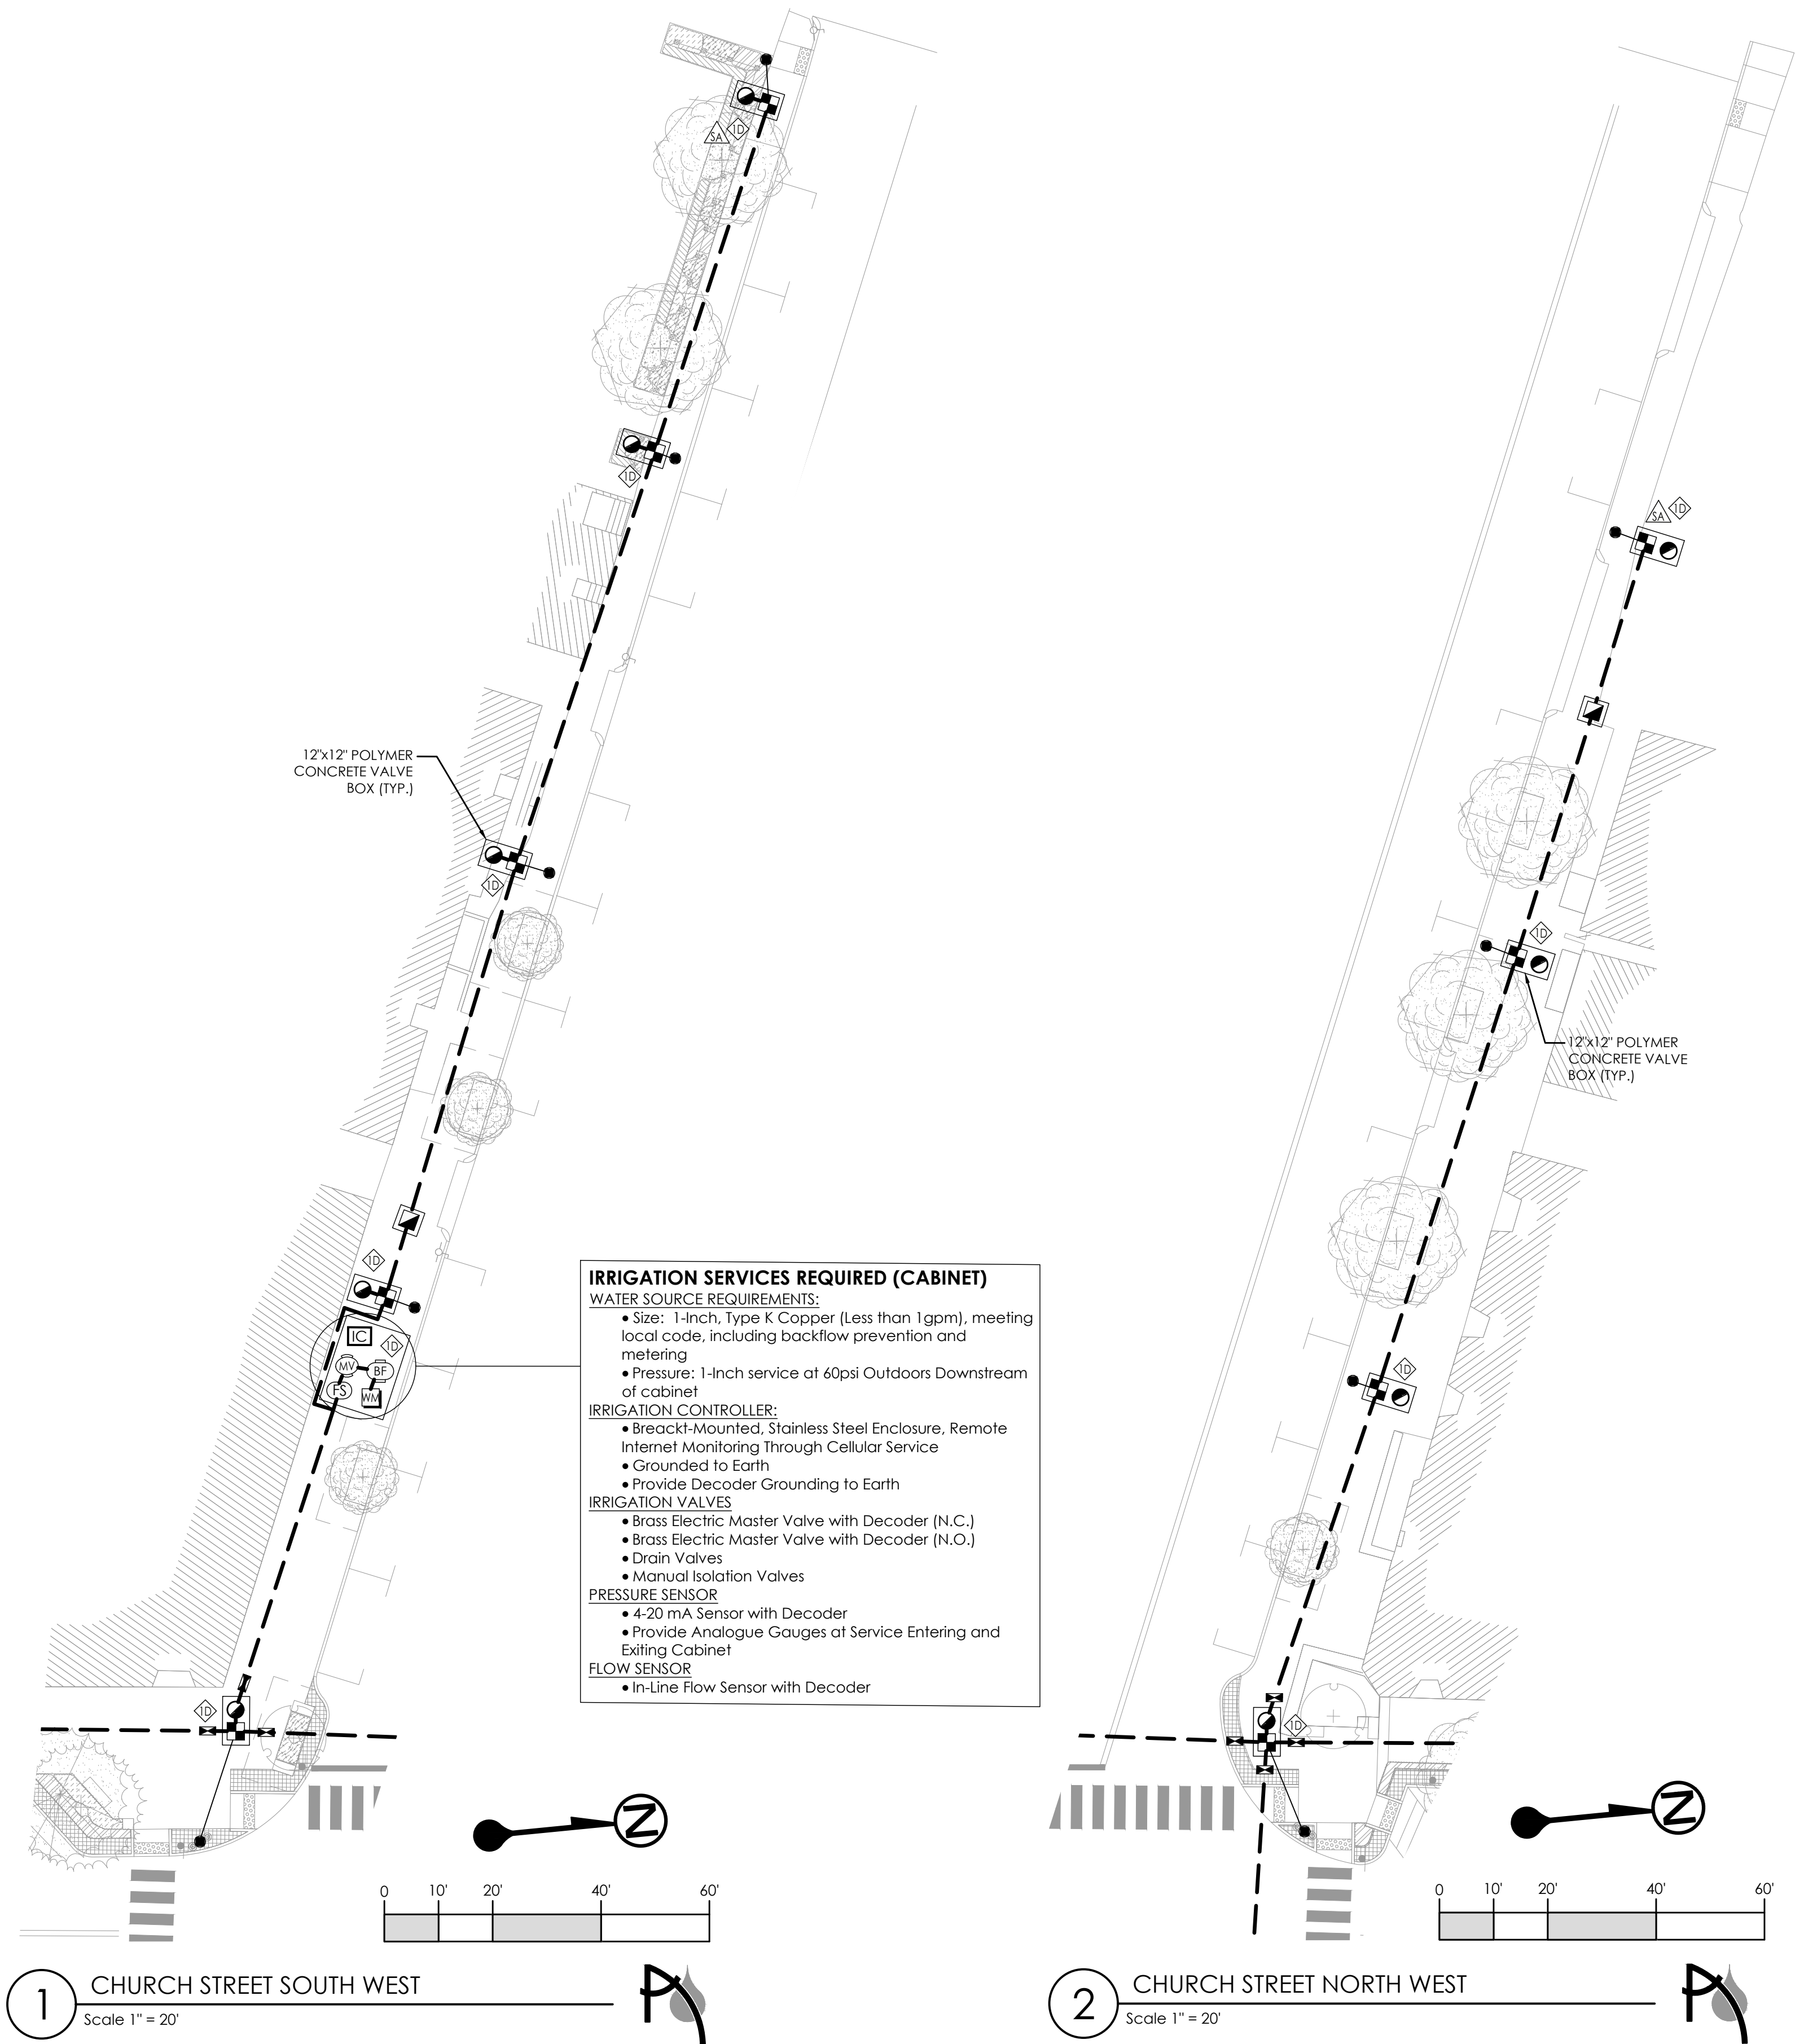 SA
1D
1D
12"x12" POLYMER
CONCRETE VALVE
BOX (TYP.)
1D
1D
IC
1D
MV
BF
FS
WM
1D
IRRIGATION SERVICES REQUIRED (CABINET)
WATER SOURCE REQUIREMENTS:
• Size: 1-Inch, Type K Copper (Less than 1gpm), meeting
local code, including backflow prevention and
metering
• Pressure: 1-Inch service at 60psi Outdoors Downstream
of cabinet
IRRIGATION CONTROLLER:
• Breackt-Mounted, Stainless Steel Enclosure, Remote
Internet Monitoring Through Cellular Service
• Grounded to Earth
• Provide Decoder Grounding to Earth
IRRIGATION VALVES
• Brass Electric Master Valve with Decoder (N.C.)
• Brass Electric Master Valve with Decoder (N.O.)
• Drain Valves
• Manual Isolation Valves
PRESSURE SENSOR
• 4-20 mA Sensor with Decoder
• Provide Analogue Gauges at Service Entering and
Exiting Cabinet
FLOW SENSOR
• In-Line Flow Sensor with Decoder
N
0 10' 20' 40' 60'
1
CHURCH STREET SOUTH WEST
Scale 1" = 20'
SA
1D
1D
12"x12" POLYMER
CONCRETE VALVE
BOX (TYP.)
1D
1D
N
0 10' 20' 40' 60'
2
CHURCH STREET NORTH WEST
Scale 1" = 20'